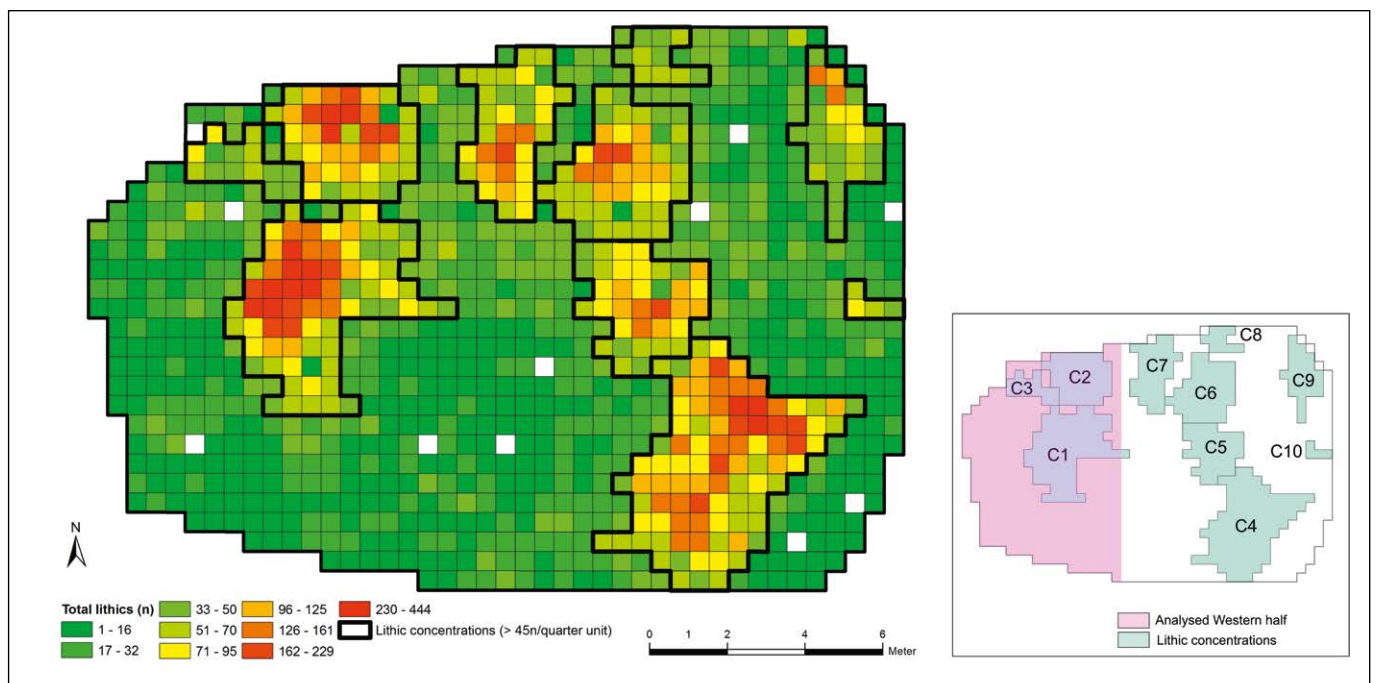 C8
C7
C2
C3
C6
C9
C5
C1
C10
C4
N
Total lithics (n)
1 - 16
17 - 32
33 - 50
51 - 70
71 - 95
96 - 125
126 - 161
162 - 229
230 - 444
Lithic concentrations (> 45n/quarter unit)
0 2 4 6
Meter
Analysed Western half
Lithic concentrations